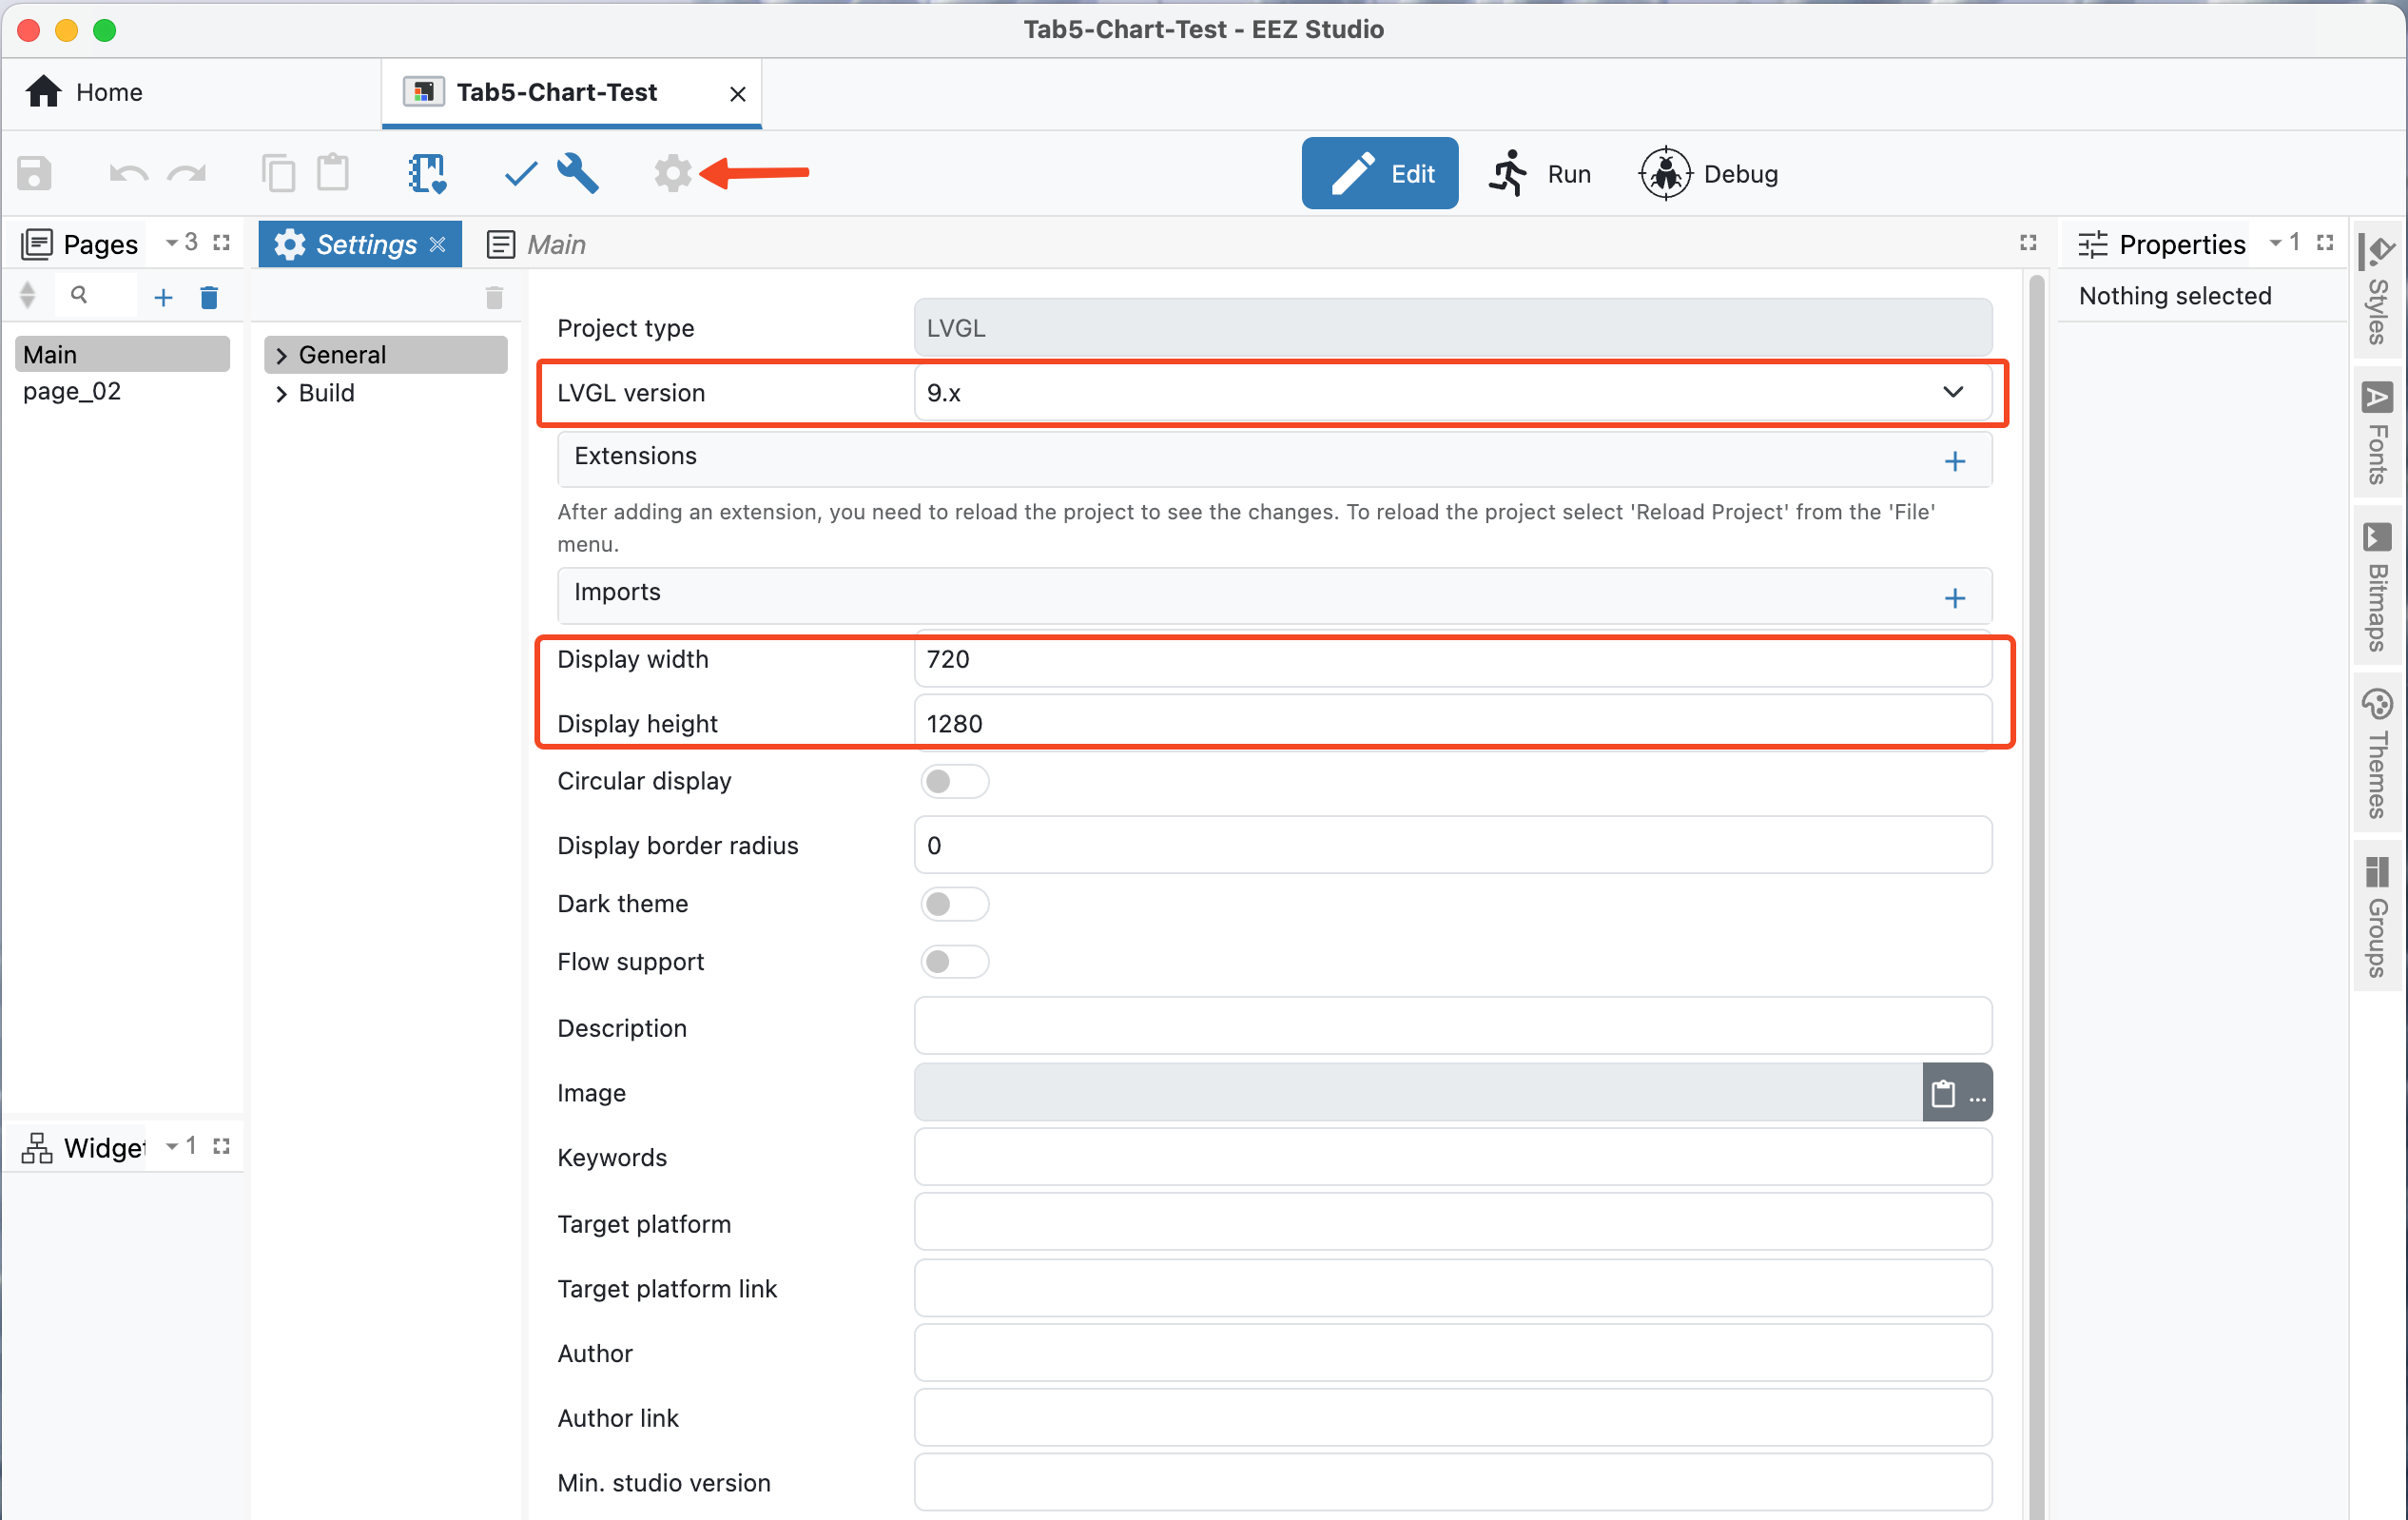 Tab5-Chart-Test - EEZ Studio
Home
Tab5-Chart-Test
Edit
Run
Debug
Pages
3
Settings
Main
Properties
1
Nothing selected
Main
page_02
General
Build
Project type
LVGL
LVGL version
9.x
Extensions
After adding an extension, you need to reload the project to see the changes. To reload the project select 'Reload Project' from the 'File'
menu.
Imports
Display width
720
Display height
1280
Circular display
Display border radius
0
Dark theme
Flow support
Description
Image
...
Keywords
Target platform
Target platform link
Author
Author link
Min. studio version
Widget
1
Styles
Fonts
Bitmaps
Themes
Groups